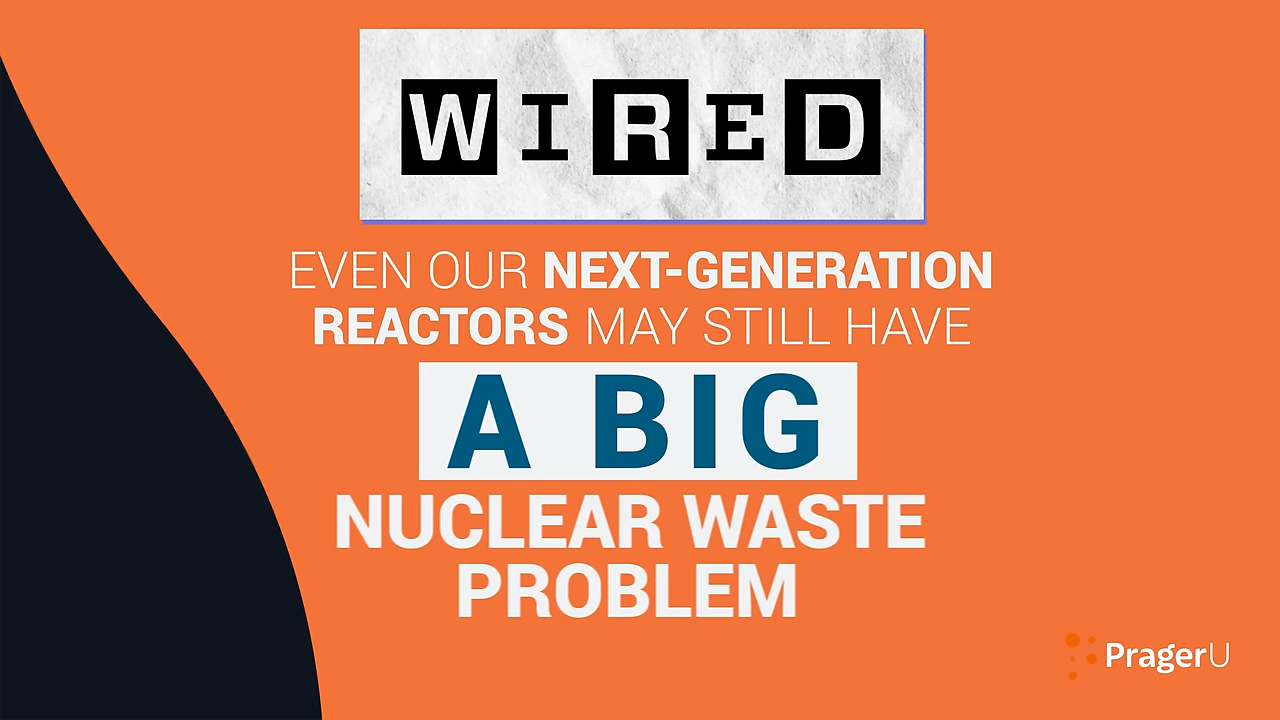 WIRED
EVEN OUR NEXT-GENERATION
REACTORS MAY STILL HAVE
A BIG
NUCLEAR WASTE
PROBLEM
PragerU